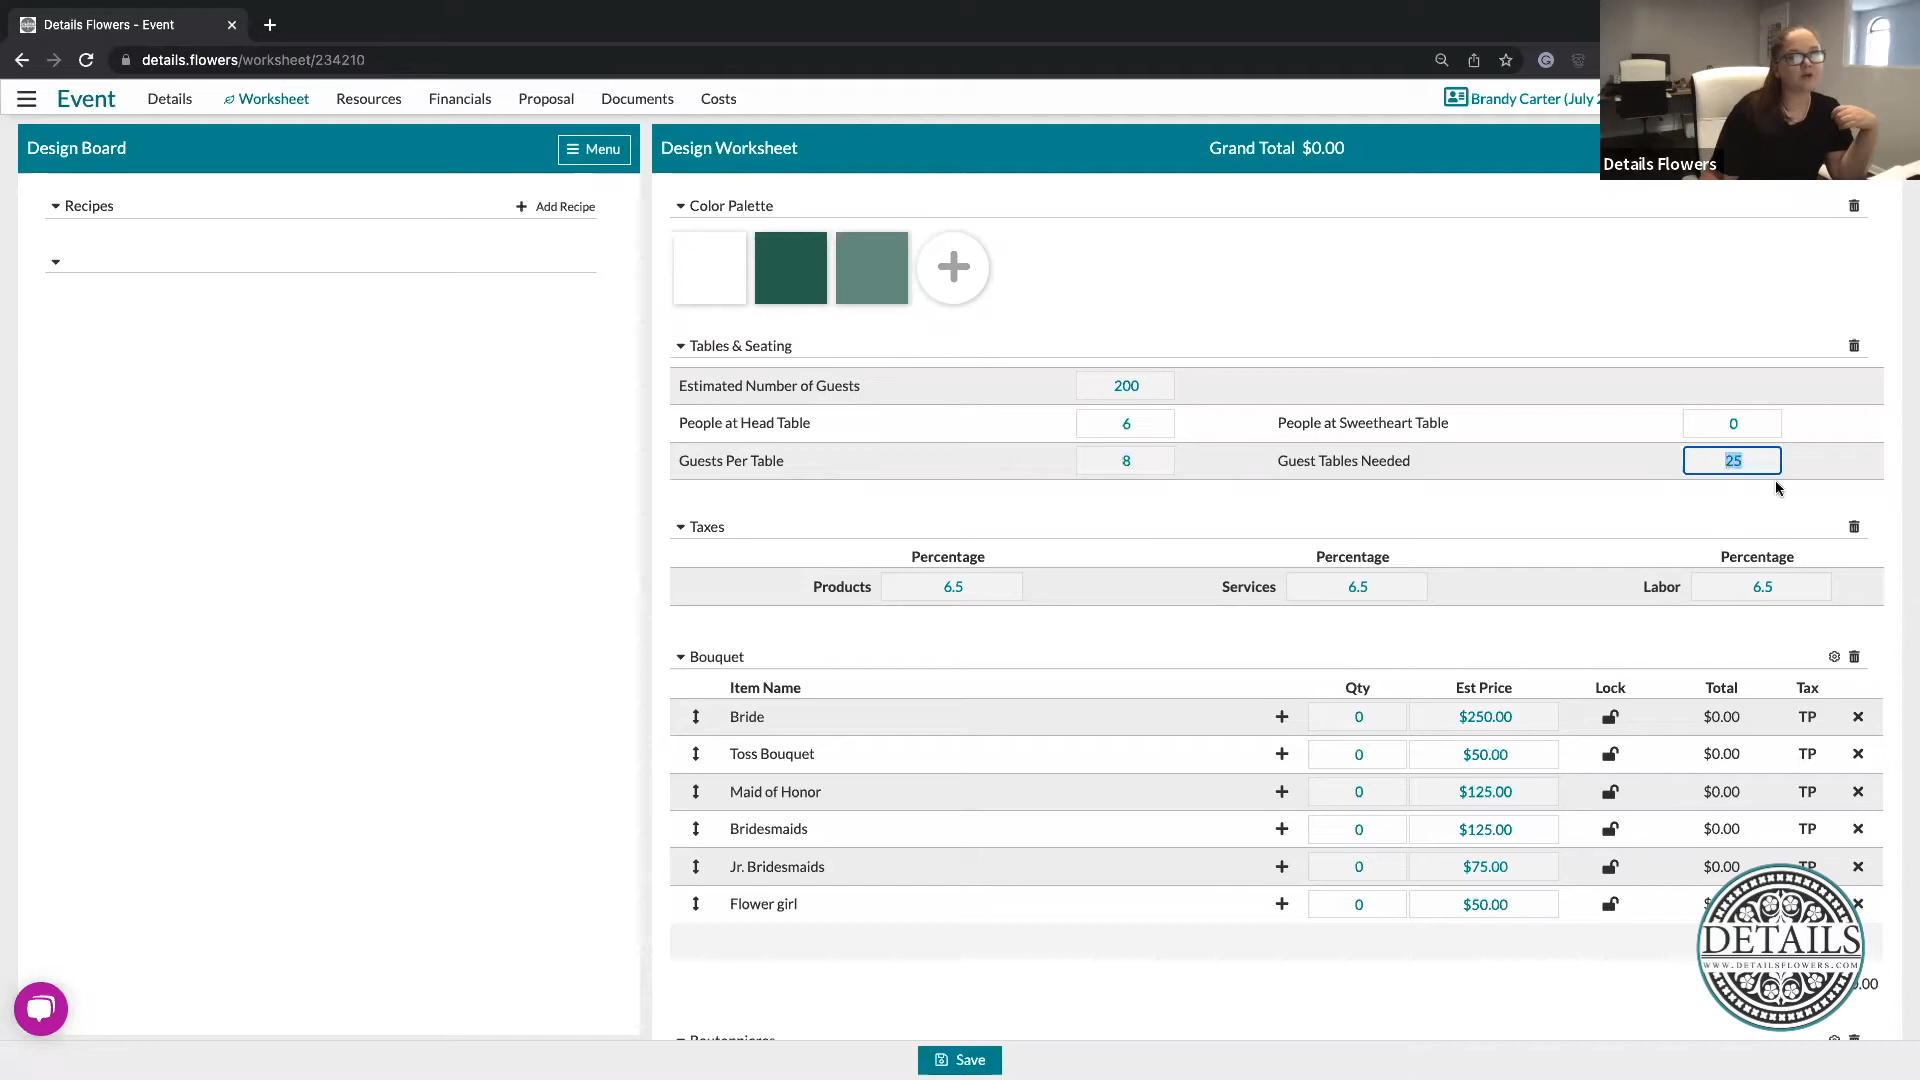 Details Flowers - Event
details.flowers/worksheet/234210
Event Details Worksheet Resources Financials Proposal Documents Costs Brandy Carter (July
Details Flowers
Design Board Menu
Design Worksheet Grand Total $0.00
Recipes + Add Recipe
Color Palette
Tables & Seating
Estimated Number of Guests 200
People at Head Table 6 People at Sweetheart Table 0
Guests Per Table 8 Guest Tables Needed 25
Taxes
Percentage Percentage Percentage
Products 6.5 Services 6.5 Labor 6.5
Bouquet
Item Name Qty Est Price Lock Total Tax
Bride 0 $250.00 $0.00 TP
Toss Bouquet 0 $50.00 $0.00 TP
Maid of Honor 0 $125.00 $0.00 TP
Bridesmaids 0 $125.00 $0.00 TP
Jr. Bridesmaids 0 $75.00 $0.00 TP
Flower girl 0 $50.00
DETAILS
WWW.DETAILSFLOWERS.COM
Save